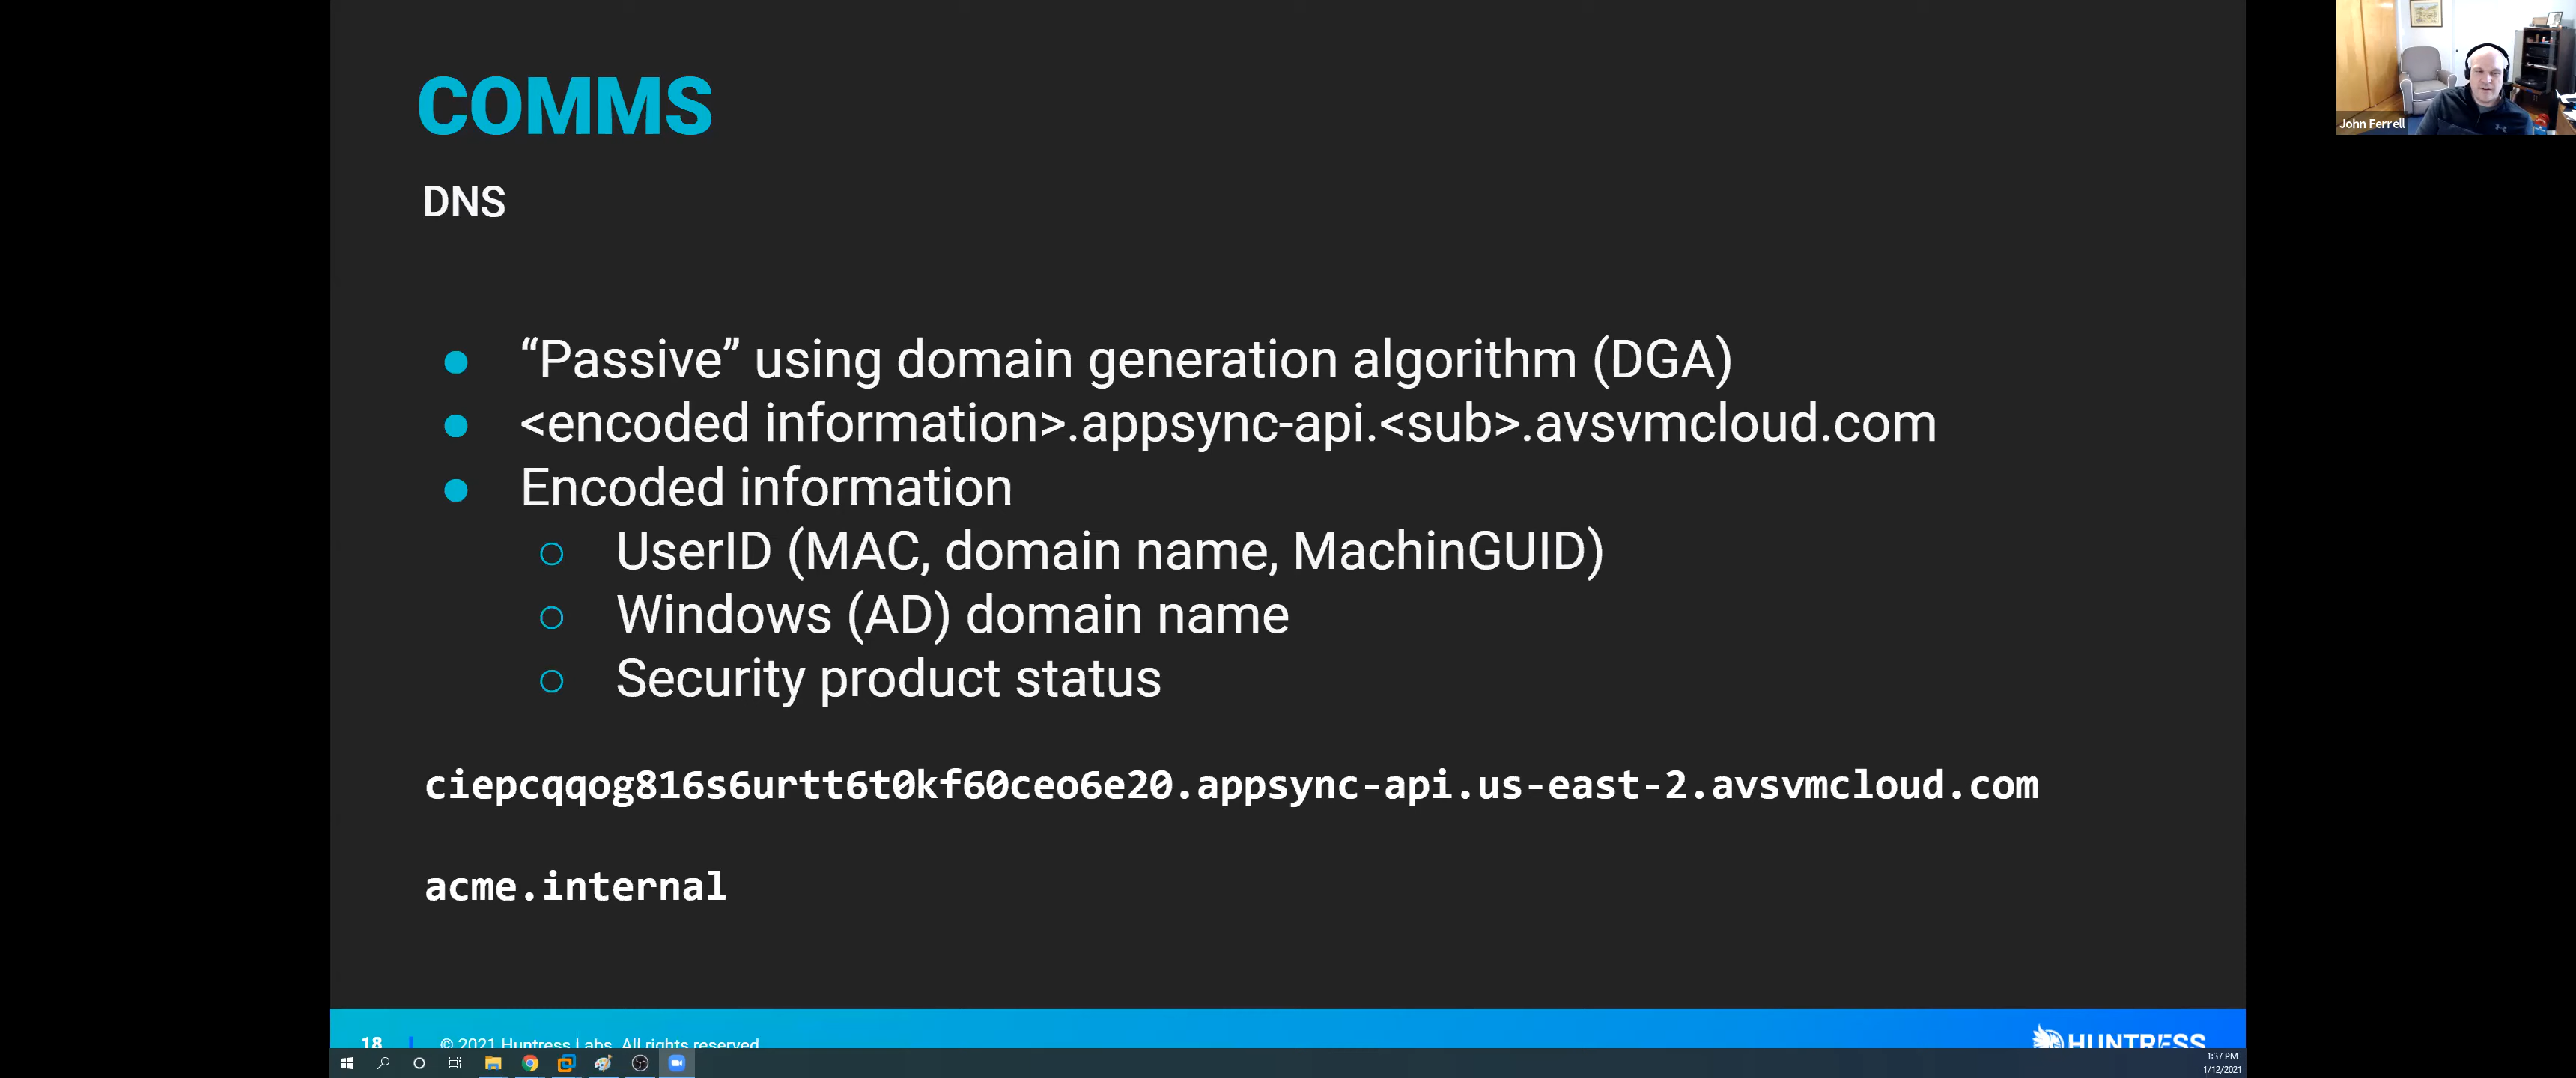 COMMS
DNS
“Passive” using domain generation algorithm (DGA)
<encoded information>.appsync-api.<sub>.avsvmcloud.com
Encoded information
UserID (MAC, domain name, MachinGUID)
Windows (AD) domain name
Security product status
ciepcqqog816s6urtt6t0kf60ceo6e20.appsync-api.us-east-2.avsvmcloud.com
acme.internal
18 | © 2021 Huntress Labs. All rights reserved.
HUNTRESS
John Ferrell
1:37 PM
1/12/2021